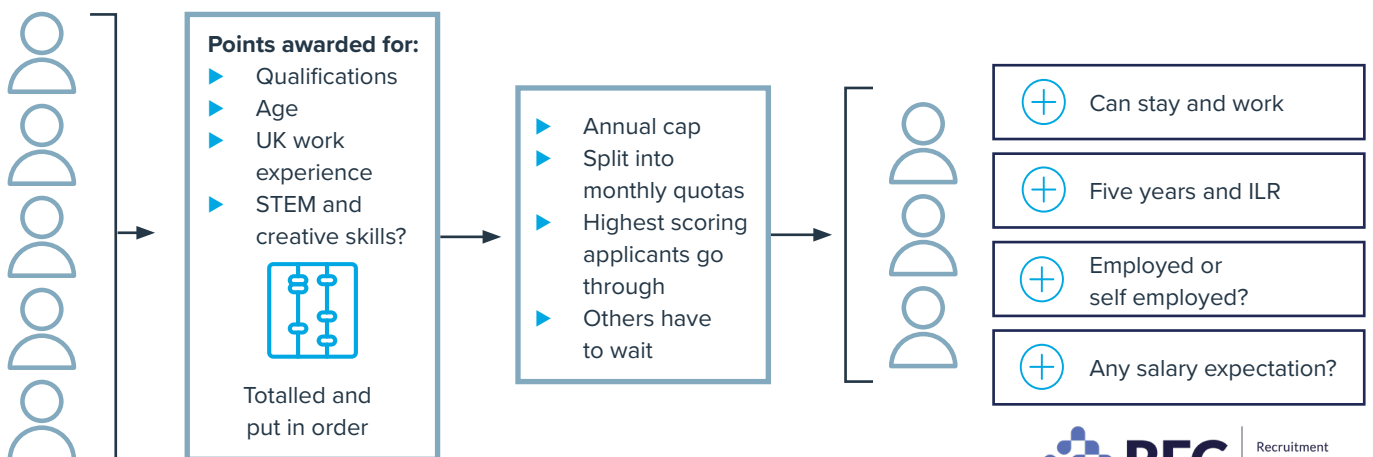 Points awarded for:
Qualifications
Age
UK work
experience
STEM and
creative skills?
Totalled and
put in order
Annual cap
Split into
monthly quotas
Highest scoring
applicants go
through
Others have
to wait
Can stay and work
Five years and ILR
Employed or
self employed?
Any salary expectation?
REC
Recruitment